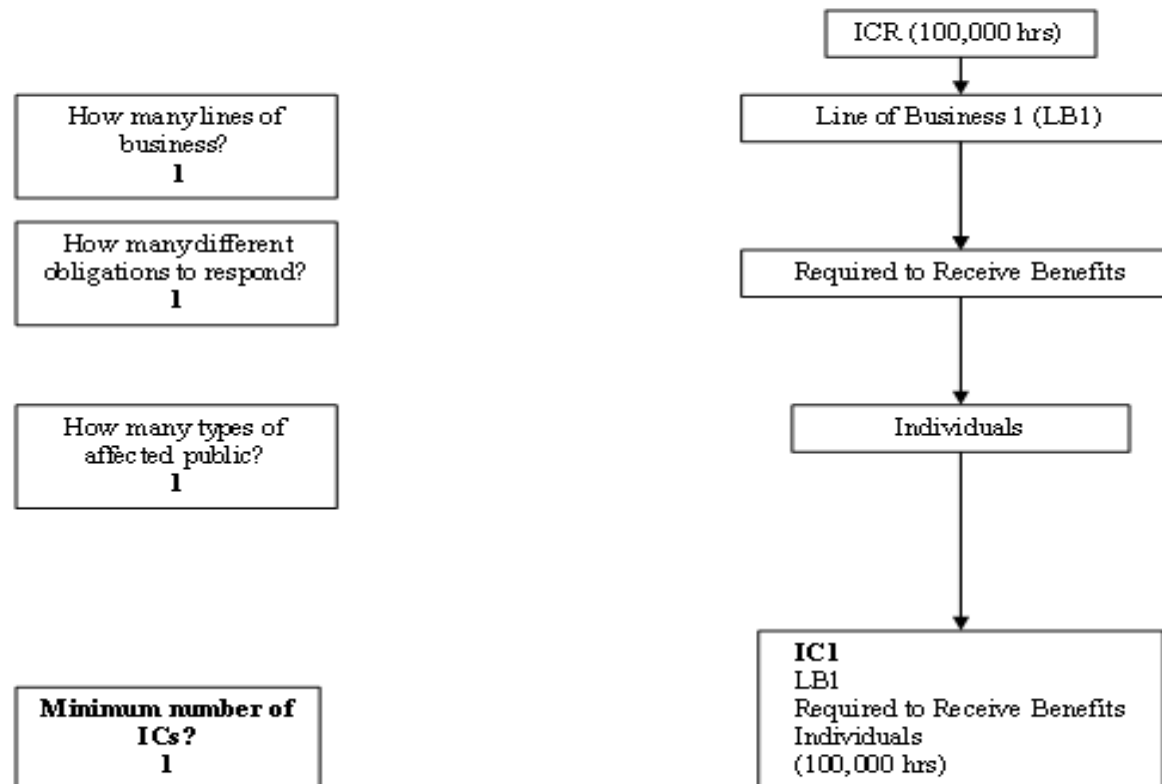 ICR (100,000 hrs)
How many lines of
business?
1
Line of Business 1 (LB1)
How many different
obligations to respond?
1
Required to Receive Benefits
How many types of
affected public?
1
Individuals
Minimum number of
ICs?
1
IC1
LB1
Required to Receive Benefits
Individuals
(100,000 hrs)